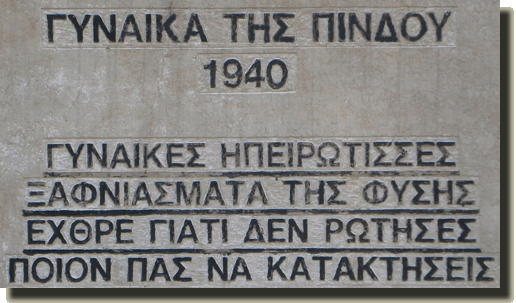 ΓΥΝΑΙΚΑ ΤΗΣ ΠΙΝΔΟΥ
1940
ΓΥΝΑΙΚΕΣ ΗΠΕΙΡΩΤΙΣΣΕΣ
ΞΑΦΝΙΑΣΜΑΤΑ ΤΗΣ ΦΥΣΗΣ
ΕΧΘΡΕ ΓΙΑΤΙ ΔΕΝ ΡΩΤΗΣΕΣ
ΠΟΙΟΝ ΠΑΣ ΝΑ ΚΑΤΑΚΤΗΣΕΙΣ